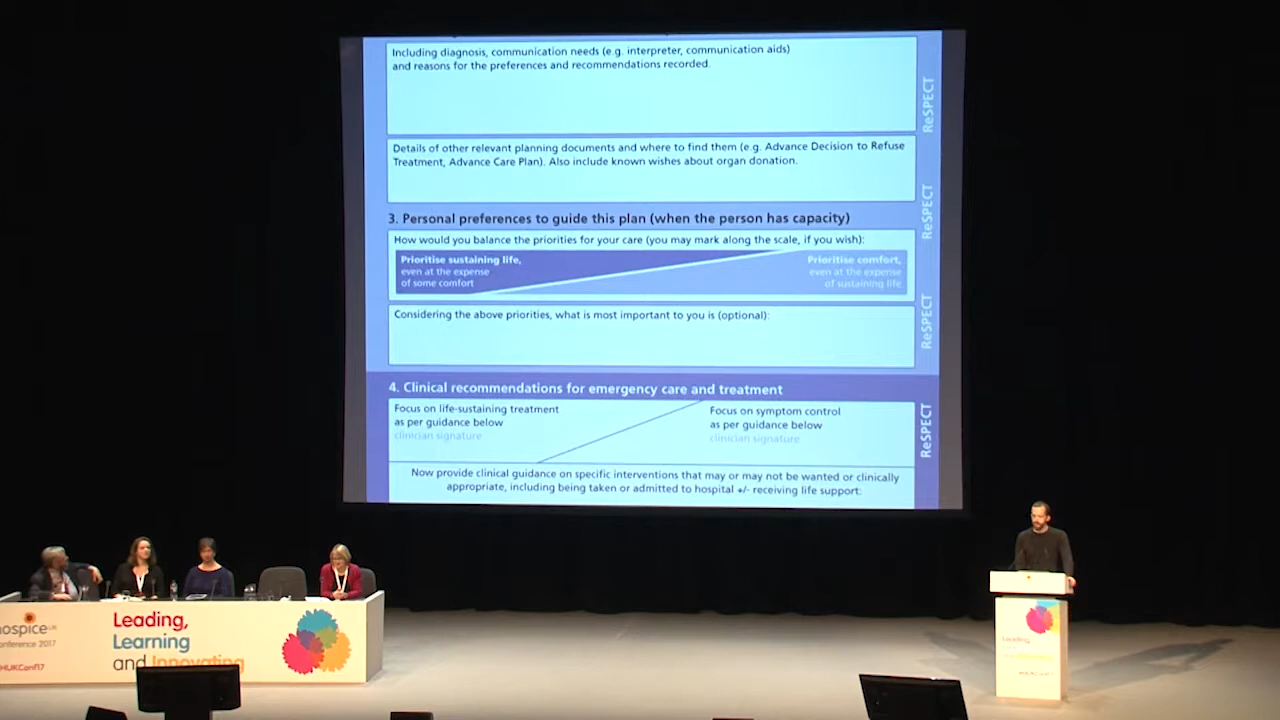 Including diagnosis, communication needs (e.g. interpreter, communication aids)
and reasons for the preferences and recommendations recorded.
Details of other relevant planning documents and where to find them (e.g. Advance Decision to Refuse
Treatment, Advance Care Plan). Also include known wishes about organ donation.
3. Personal preferences to guide this plan (when the person has capacity)
How would you balance the priorities for your care (you may mark along the scale, if you wish):
Prioritise sustaining life,
even at the expense
of some comfort
Prioritise comfort,
even at the expense
of sustaining life
Considering the above priorities, what is most important to you is (optional):
4. Clinical recommendations for emergency care and treatment
Focus on life-sustaining treatment
as per guidance below
clinician signature
Focus on symptom control
as per guidance below
clinician signature
Now provide clinical guidance on specific interventions that may or may not be wanted or clinically
appropriate, including being taken or admitted to hospital +/- receiving life support:
ReSPECT
ReSPECT
ReSPECT
ReSPECT
hospice UK
onference 2017
HUKConf17
Leading,
Learning
and Innovating
Leading,